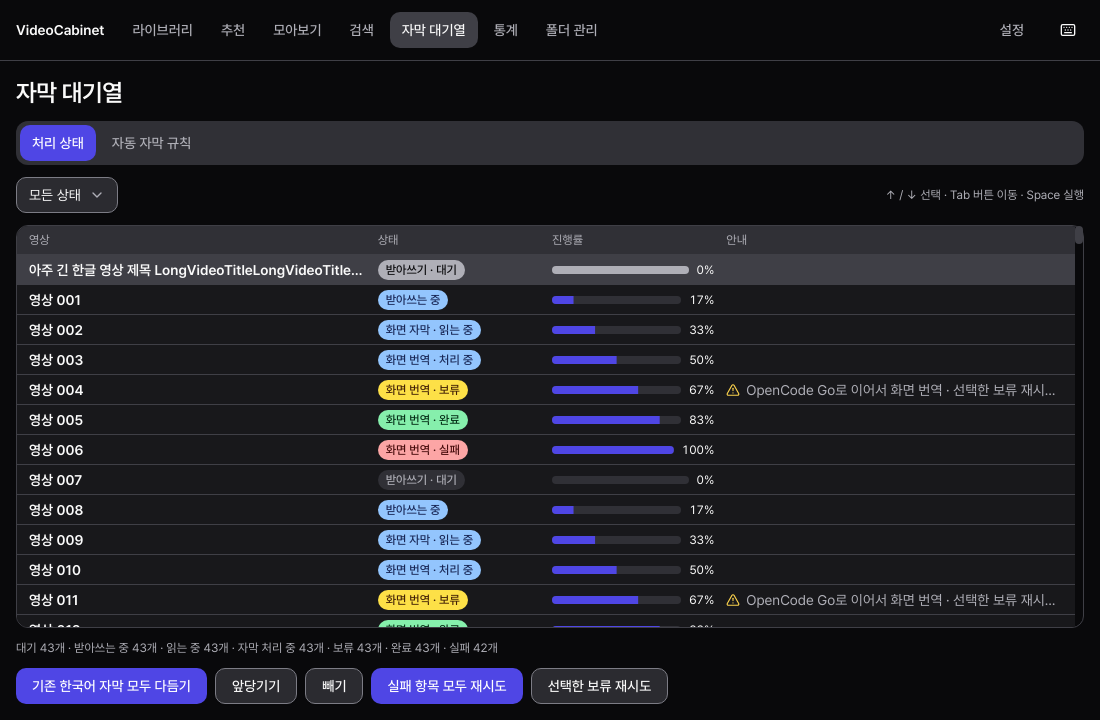 VideoCabinet 라이브러리 추천 모아보기 검색 자막 대기열 통계 폴더 관리 설정
자막 대기열
처리 상태 자동 자막 규칙
모든 상태 ↑ / ↓ 선택 · Tab 버튼 이동 · Space 실행
영상 상태 진행률 안내
아주 긴 한글 영상 제목 LongVideoTitleLongVideoTitle... 받아쓰기 · 대기 0%
영상 001 받아쓰는 중 17%
영상 002 화면 자막 · 읽는 중 33%
영상 003 화면 번역 · 처리 중 50%
영상 004 화면 번역 · 보류 67% OpenCode Go로 이어서 화면 번역 · 선택한 보류 재시...
영상 005 화면 번역 · 완료 83%
영상 006 화면 번역 · 실패 100%
영상 007 받아쓰기 · 대기 0%
영상 008 받아쓰는 중 17%
영상 009 화면 자막 · 읽는 중 33%
영상 010 화면 번역 · 처리 중 50%
영상 011 화면 번역 · 보류 67% OpenCode Go로 이어서 화면 번역 · 선택한 보류 재시...
대기 43개 · 받아쓰는 중 43개 · 읽는 중 43개 · 자막 처리 중 43개 · 보류 43개 · 완료 43개 · 실패 42개
기존 한국어 자막 모두 다듬기 앞당기기 빼기 실패 항목 모두 재시도 선택한 보류 재시도